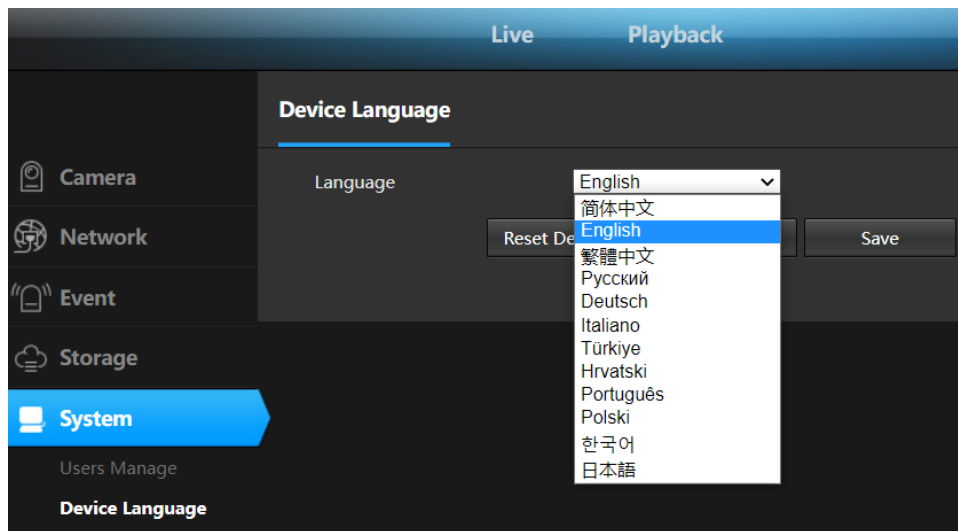 Live Playback
Device Language
Camera
Language English
简体中文
Network
Reset De English Save
繁體中文
Русский
Event
Deutsch
Italiano
Türkiye
Storage
Hrvatski
Português
System
Polski
한국어
Users Manage
日本語
Device Language